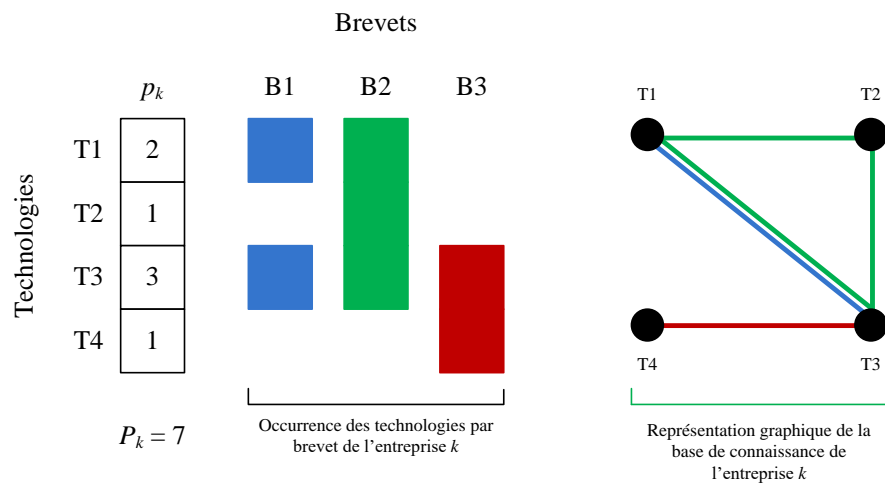 Brevets
p_k B1 B2 B3
Technologies
T1 2
T2 1
T3 3
T4 1
P_k = 7
Occurrence des technologies par
brevet de l’entreprise k
T1 T2
T4 T3
Représentation graphique de la
base de connaissance de
l’entreprise k